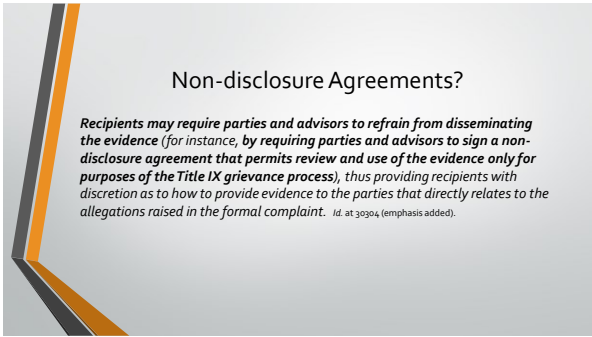 Non-disclosure Agreements?
Recipients may require parties and advisors to refrain from disseminating
the evidence (for instance, by requiring parties and advisors to sign a non-
disclosure agreement that permits review and use of the evidence only for
purposes of the Title IX grievance process), thus providing recipients with
discretion as to how to provide evidence to the parties that directly relates to the
allegations raised in the formal complaint. Id. at 30304 (emphasis added).